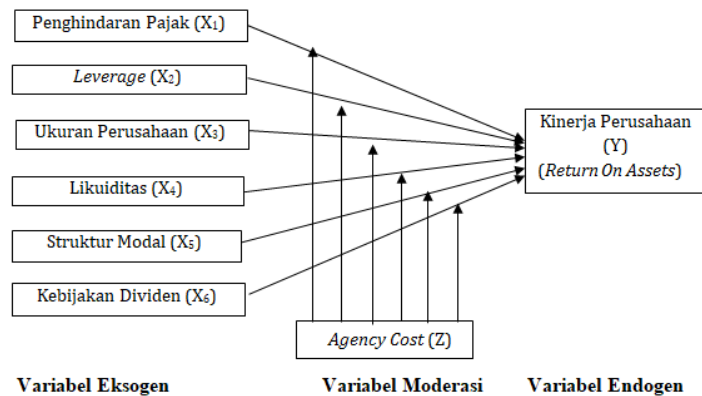 Penghindaran Pajak (X₁)
Leverage (X₂)
Ukuran Perusahaan (X₃)
Likuiditas (X₄)
Struktur Modal (X₅)
Kebijakan Dividen (X₆)
Kinerja Perusahaan
(Y)
(Return On Assets)
Agency Cost (Z)
Variabel Eksogen
Variabel Moderasi
Variabel Endogen